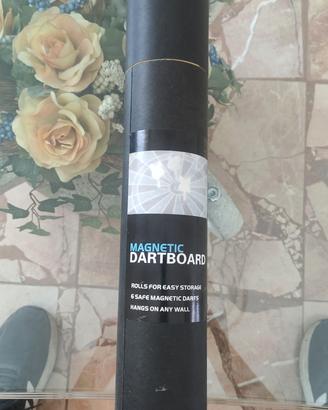 MAGNETIC
DARTBOARD
ROLLS FOR EASY STORAGE
6 SAFE MAGNETIC DARTS
HANGS ON ANY WALL